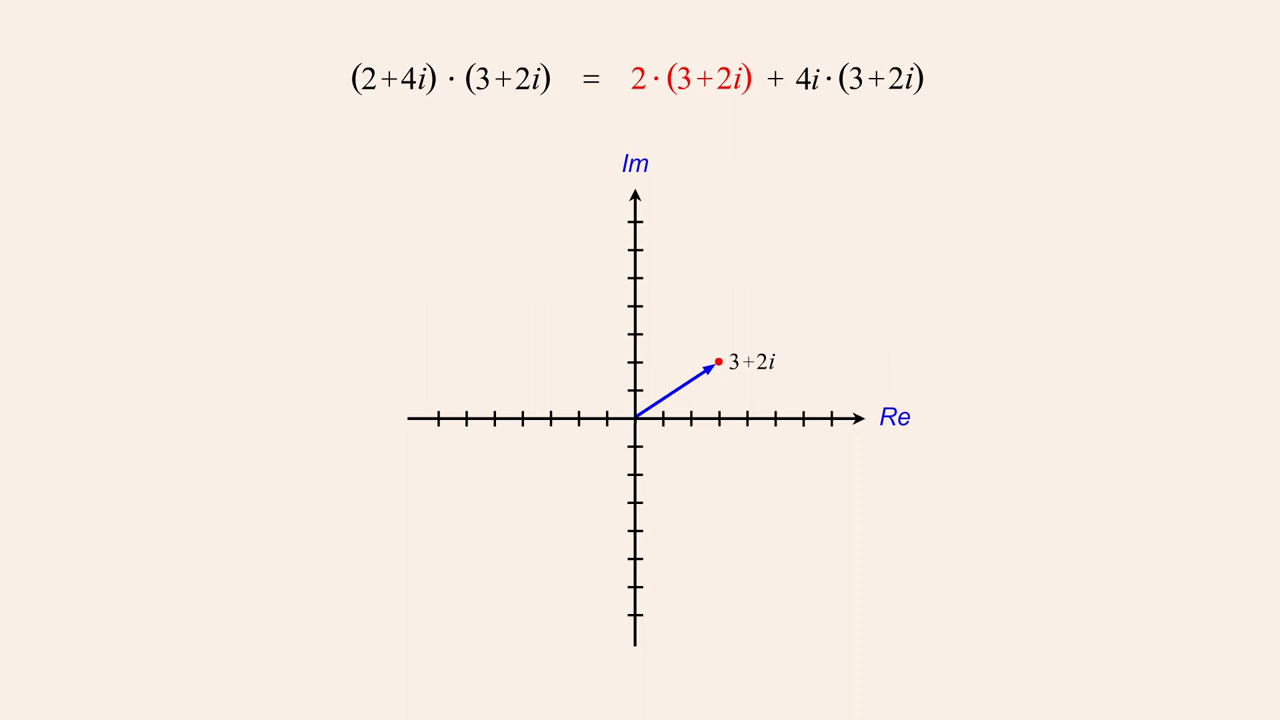 (2+4i) · (3+2i) = 2 · (3+2i) + 4i · (3+2i)
Im
3+2i
Re